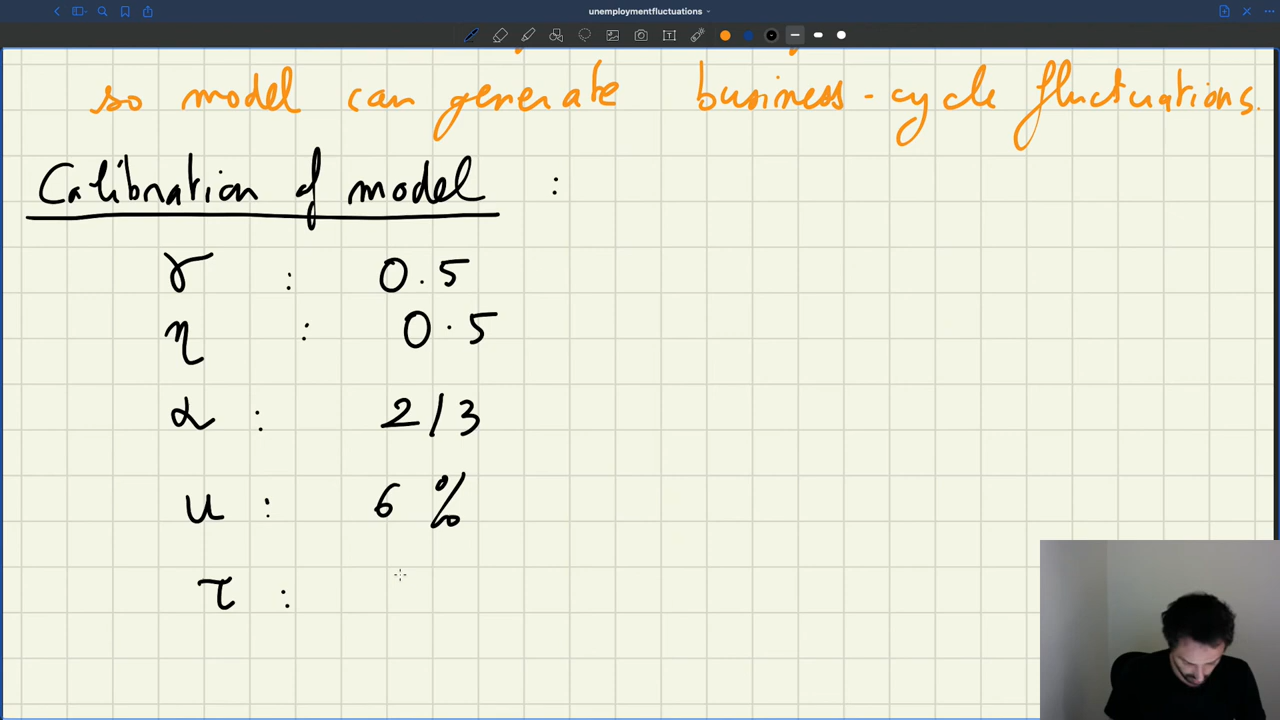 unemploymentfluctuations
so model can generate business-cycle fluctuations.
Calibration of model :
γ : 0.5
η : 0.5
α : 2/3
u : 6 %
τ :